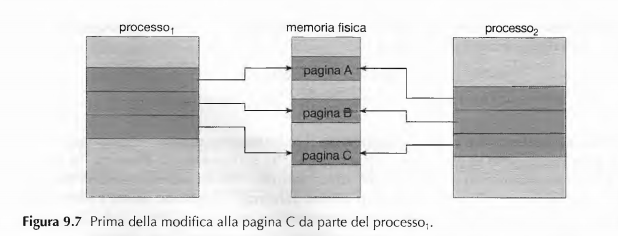 processo₁ memoria fisica processo₂
pagina A
pagina B
pagina C
Figura 9.7 Prima della modifica alla pagina C da parte del processo₁.